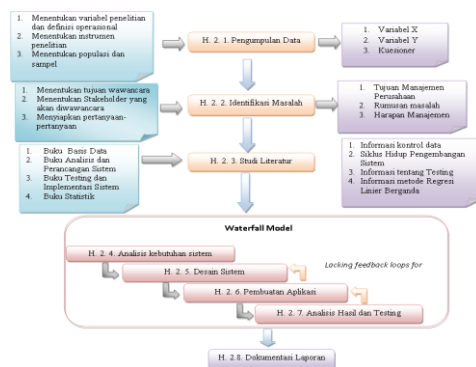 1. Menentukan variabel penelitian
dan definisi operasional
2. Menentukan instrumen
penelitian
3. Menentukan populasi dan
sampel
H. 2. 1. Pengumpulan Data
1. Variabel X
2. Variabel Y
3. Kuesioner
1. Menentukan tujuan wawancara
2. Menentukan Stakeholder yang
akan diwawancara
3. Menyiapkan pertanyaan-
pertanyaan
H. 2. 2. Identifikasi Masalah
1. Tujuan Manajemen
Perusahaan
2. Rumusan masalah
3. Harapan Manajemen
1. Buku Basis Data
2. Buku Analisis dan
Perancangan Sistem
3. Buku Testing dan
Implementasi Sistem
4. Buku Statistik
H. 2. 3. Studi Literatur
1. Informasi kontrol data
2. Siklus Hidup Pengembangan
Sistem
3. Informasi tentang Testing
4. Informasi metode Regresi
Linier Berganda
Waterfall Model
H. 2. 4. Analisis kebutuhan sistem
H. 2. 5. Desain Sistem
Lacking feedback loops for
H. 2. 6. Pembuatan Aplikasi
H. 2. 7. Analisis Hasil dan Testing
H. 2.8. Dokumentasi Laporan